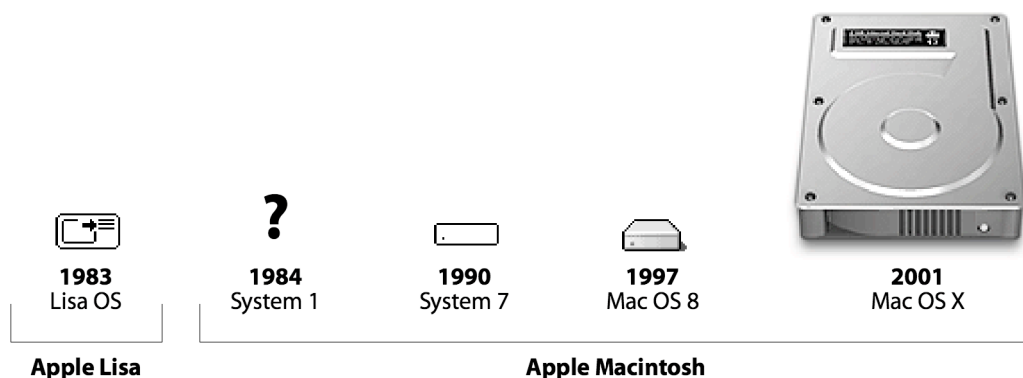 ?
1983
Lisa OS
1984
System 1
1990
System 7
1997
Mac OS 8
2001
Mac OS X
Apple Lisa
Apple Macintosh